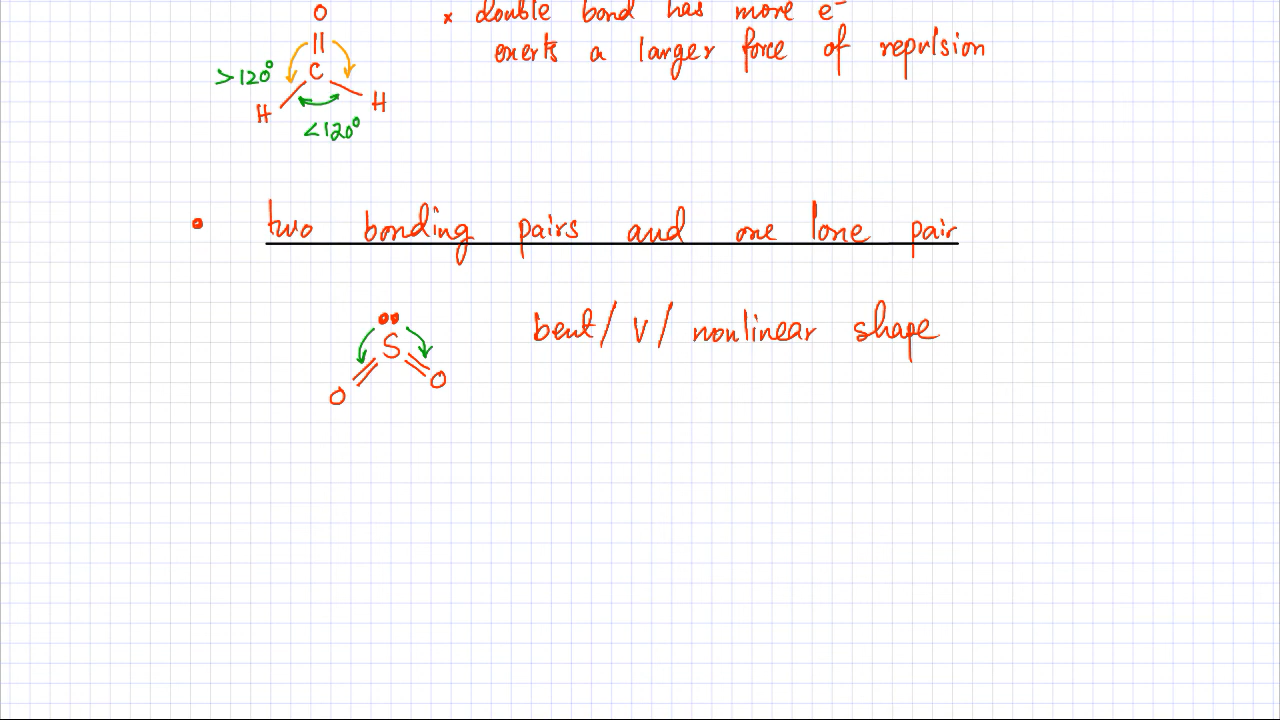 O
× double bond has more e⁻
exerts a larger force of repulsion
>120°
C
H
H
<120°
• two bonding pairs and one lone pair
S
O
O
bent/ V/ nonlinear shape